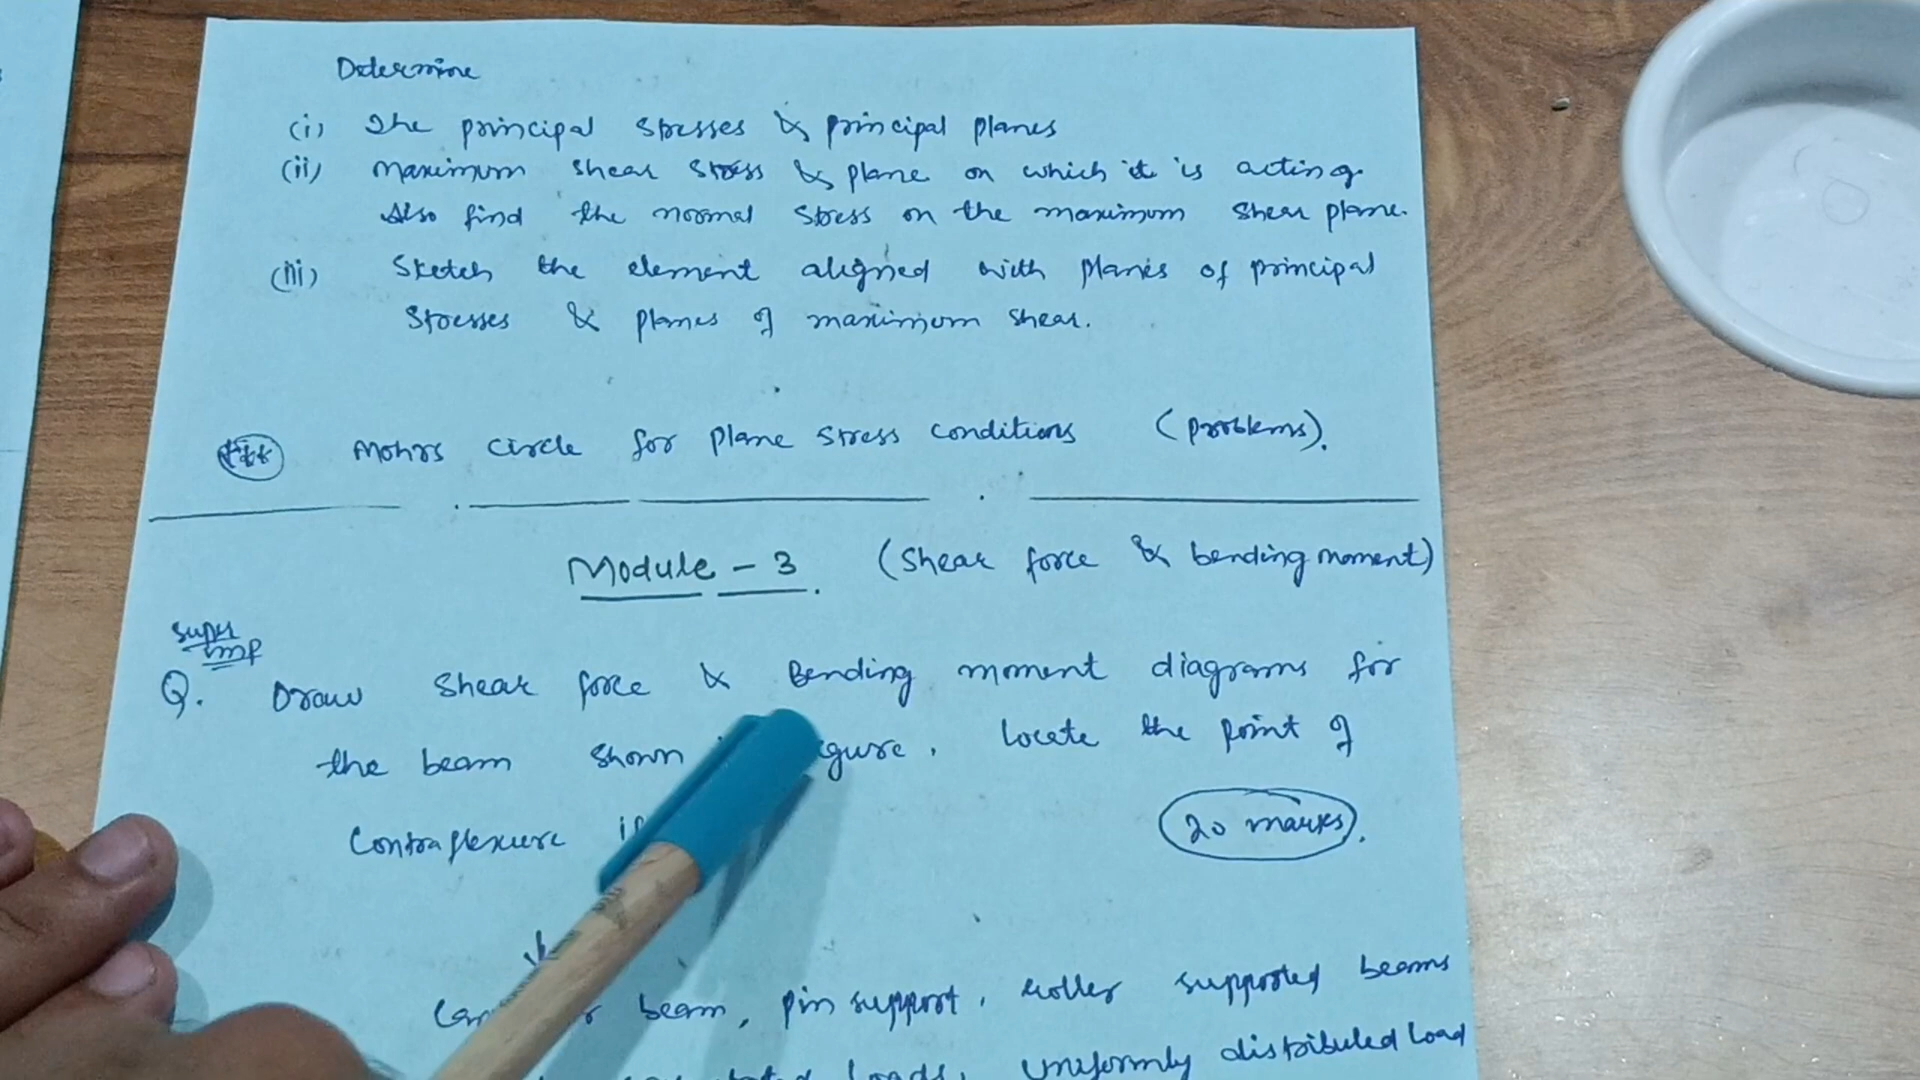 Determine
(i) The principal stresses & principal planes
(ii) Maximum shear stress & plane on which it is acting.
Also find the normal stress on the maximum shear plane.
(iii) Sketch the element aligned with planes of principal
stresses & planes of maximum shear.
Mohrs circle for plane stress conditions (problems).
Module - 3 (Shear force & bending moment)
Super
Imp
Q. Draw shear force & Bending moment diagrams for
the beam shown. Locate the point of
Contraflexure
20 marks.
beam, pin support, roller supported beams
loads, uniformly distributed load